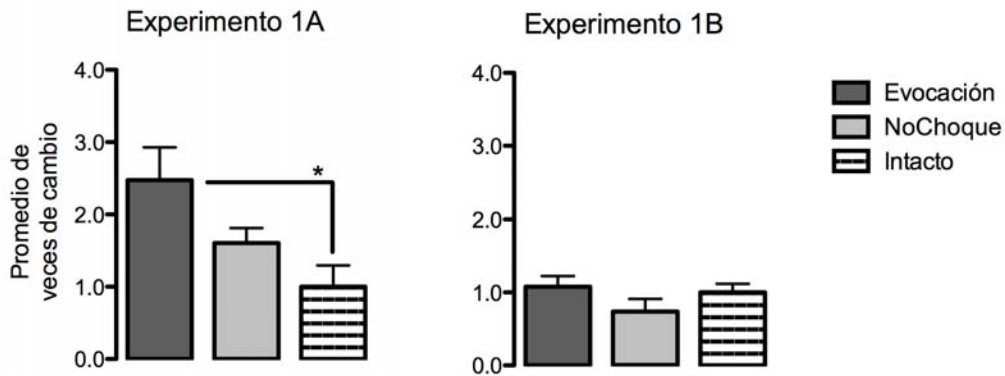 Experimento 1A
Promedio de
veces de cambio
4.0
3.0
2.0
1.0
0.0
*
Experimento 1B
4.0
3.0
2.0
1.0
0.0
Evocación
NoChoque
Intacto